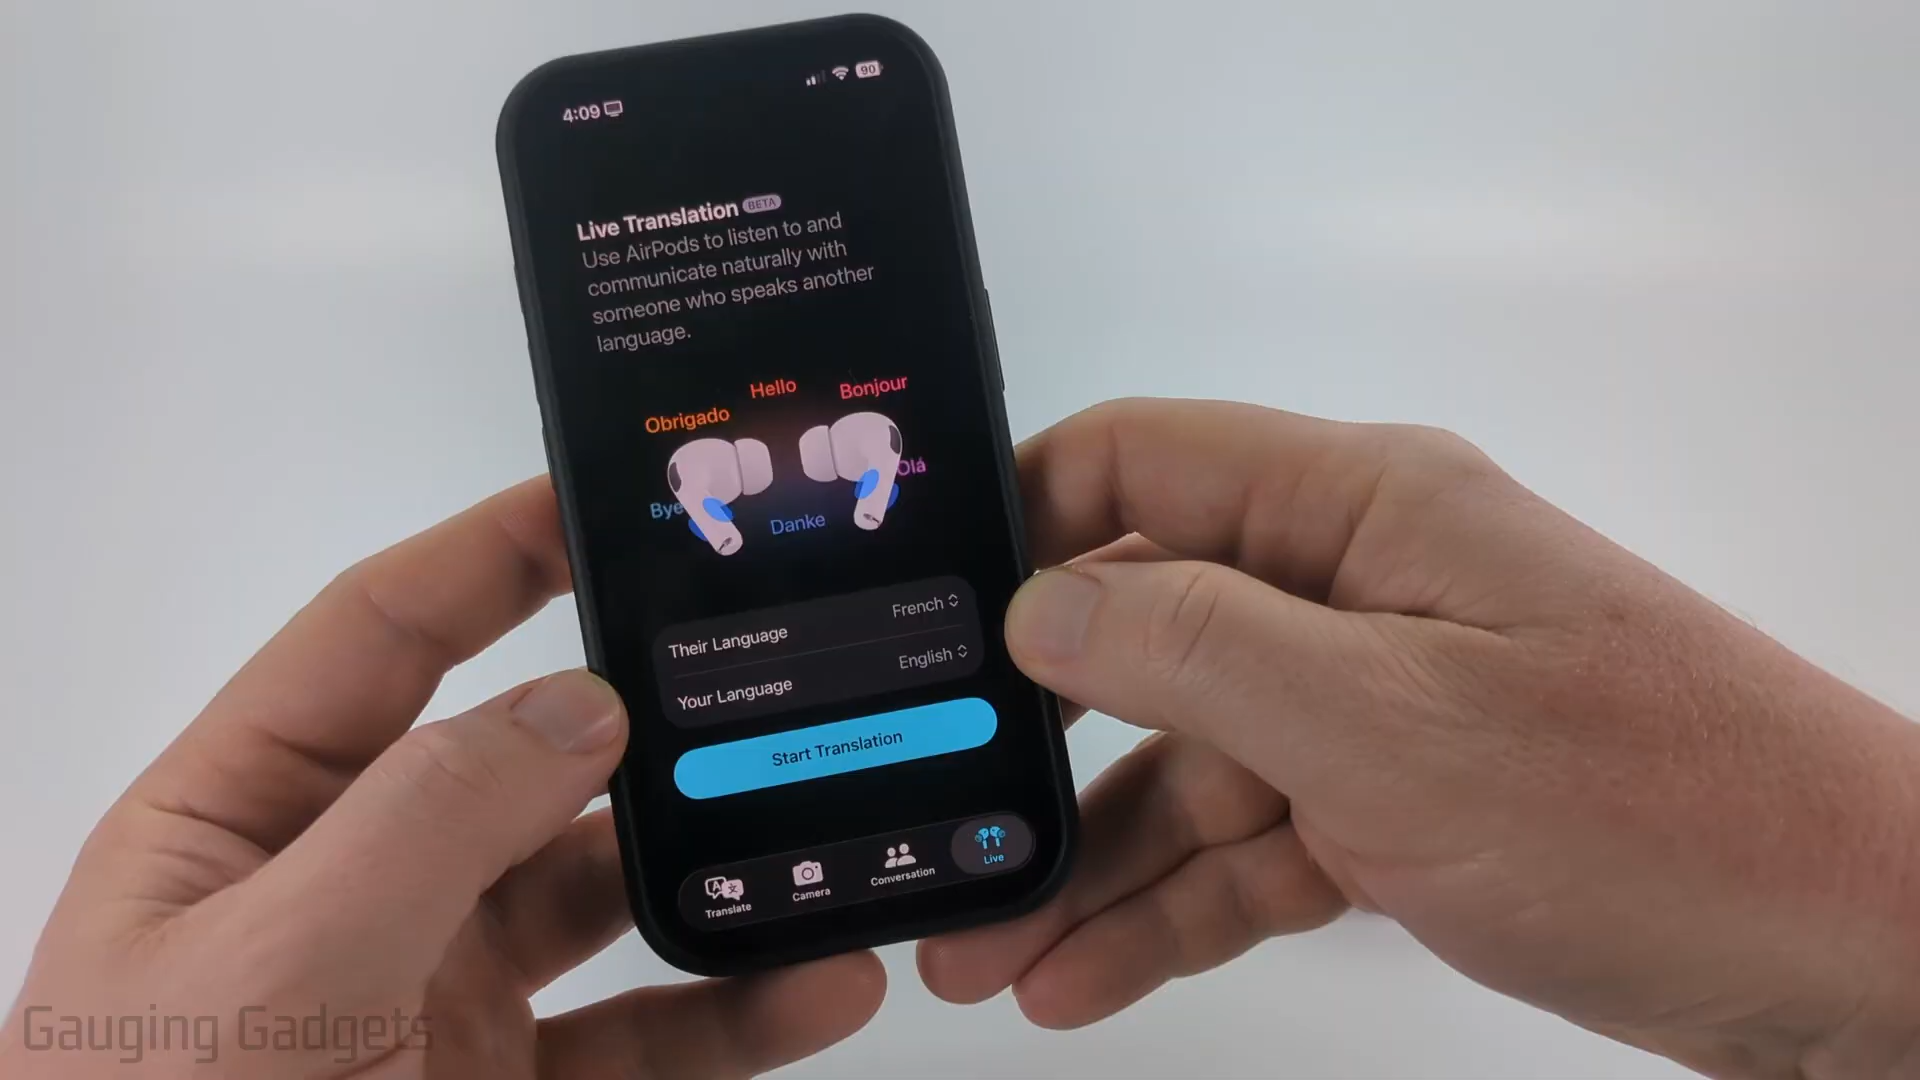 4:09
90
Live Translation BETA
Use AirPods to listen to and
communicate naturally with
someone who speaks another
language.
Hello
Bonjour
Obrigado
Olá
Bye
Danke
Their Language French
Your Language English
Start Translation
Translate
Camera
Conversation
Live
Gauging Gadgets